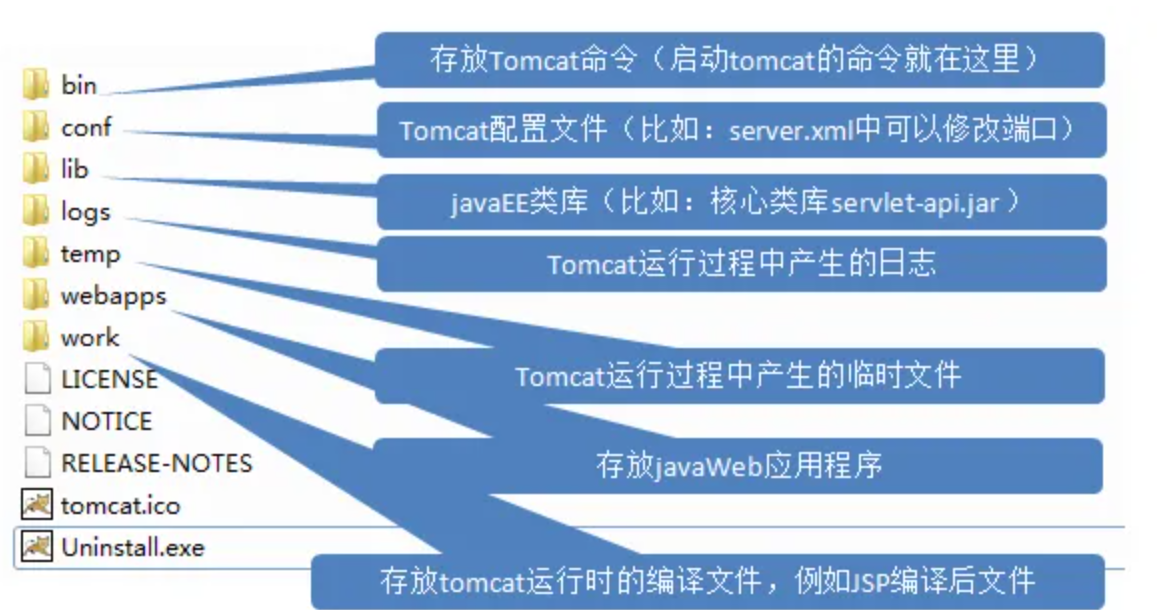 存放Tomcat命令（启动tomcat的命令就在这里）
bin
conf
Tomcat配置文件（比如：server.xml中可以修改端口）
lib
javaEE类库（比如：核心类库servlet-api.jar）
logs
Tomcat运行过程中产生的日志
temp
webapps
work
Tomcat运行过程中产生的临时文件
LICENSE
NOTICE
存放javaWeb应用程序
RELEASE-NOTES
tomcat.ico
Uninstall.exe
存放tomcat运行时的编译文件，例如JSP编译后文件